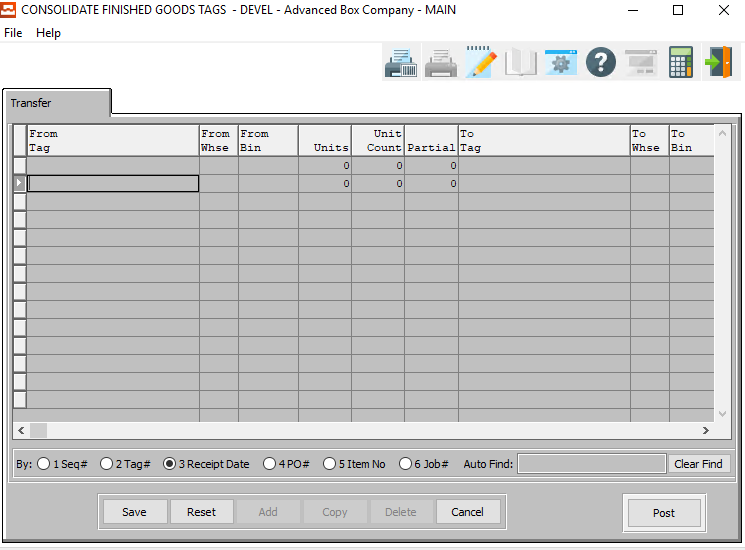 CONSOLIDATE FINISHED GOODS TAGS - DEVEL - Advanced Box Company - MAIN
File Help
Transfer
From Tag From Whse From Bin Units Unit Count Partial To Tag To Whse To Bin
0 0 0
0 0 0
By: 1 Seq# 2 Tag# 3 Receipt Date 4 PO# 5 Item No 6 Job# Auto Find: Clear Find
Save Reset Add Copy Delete Cancel Post